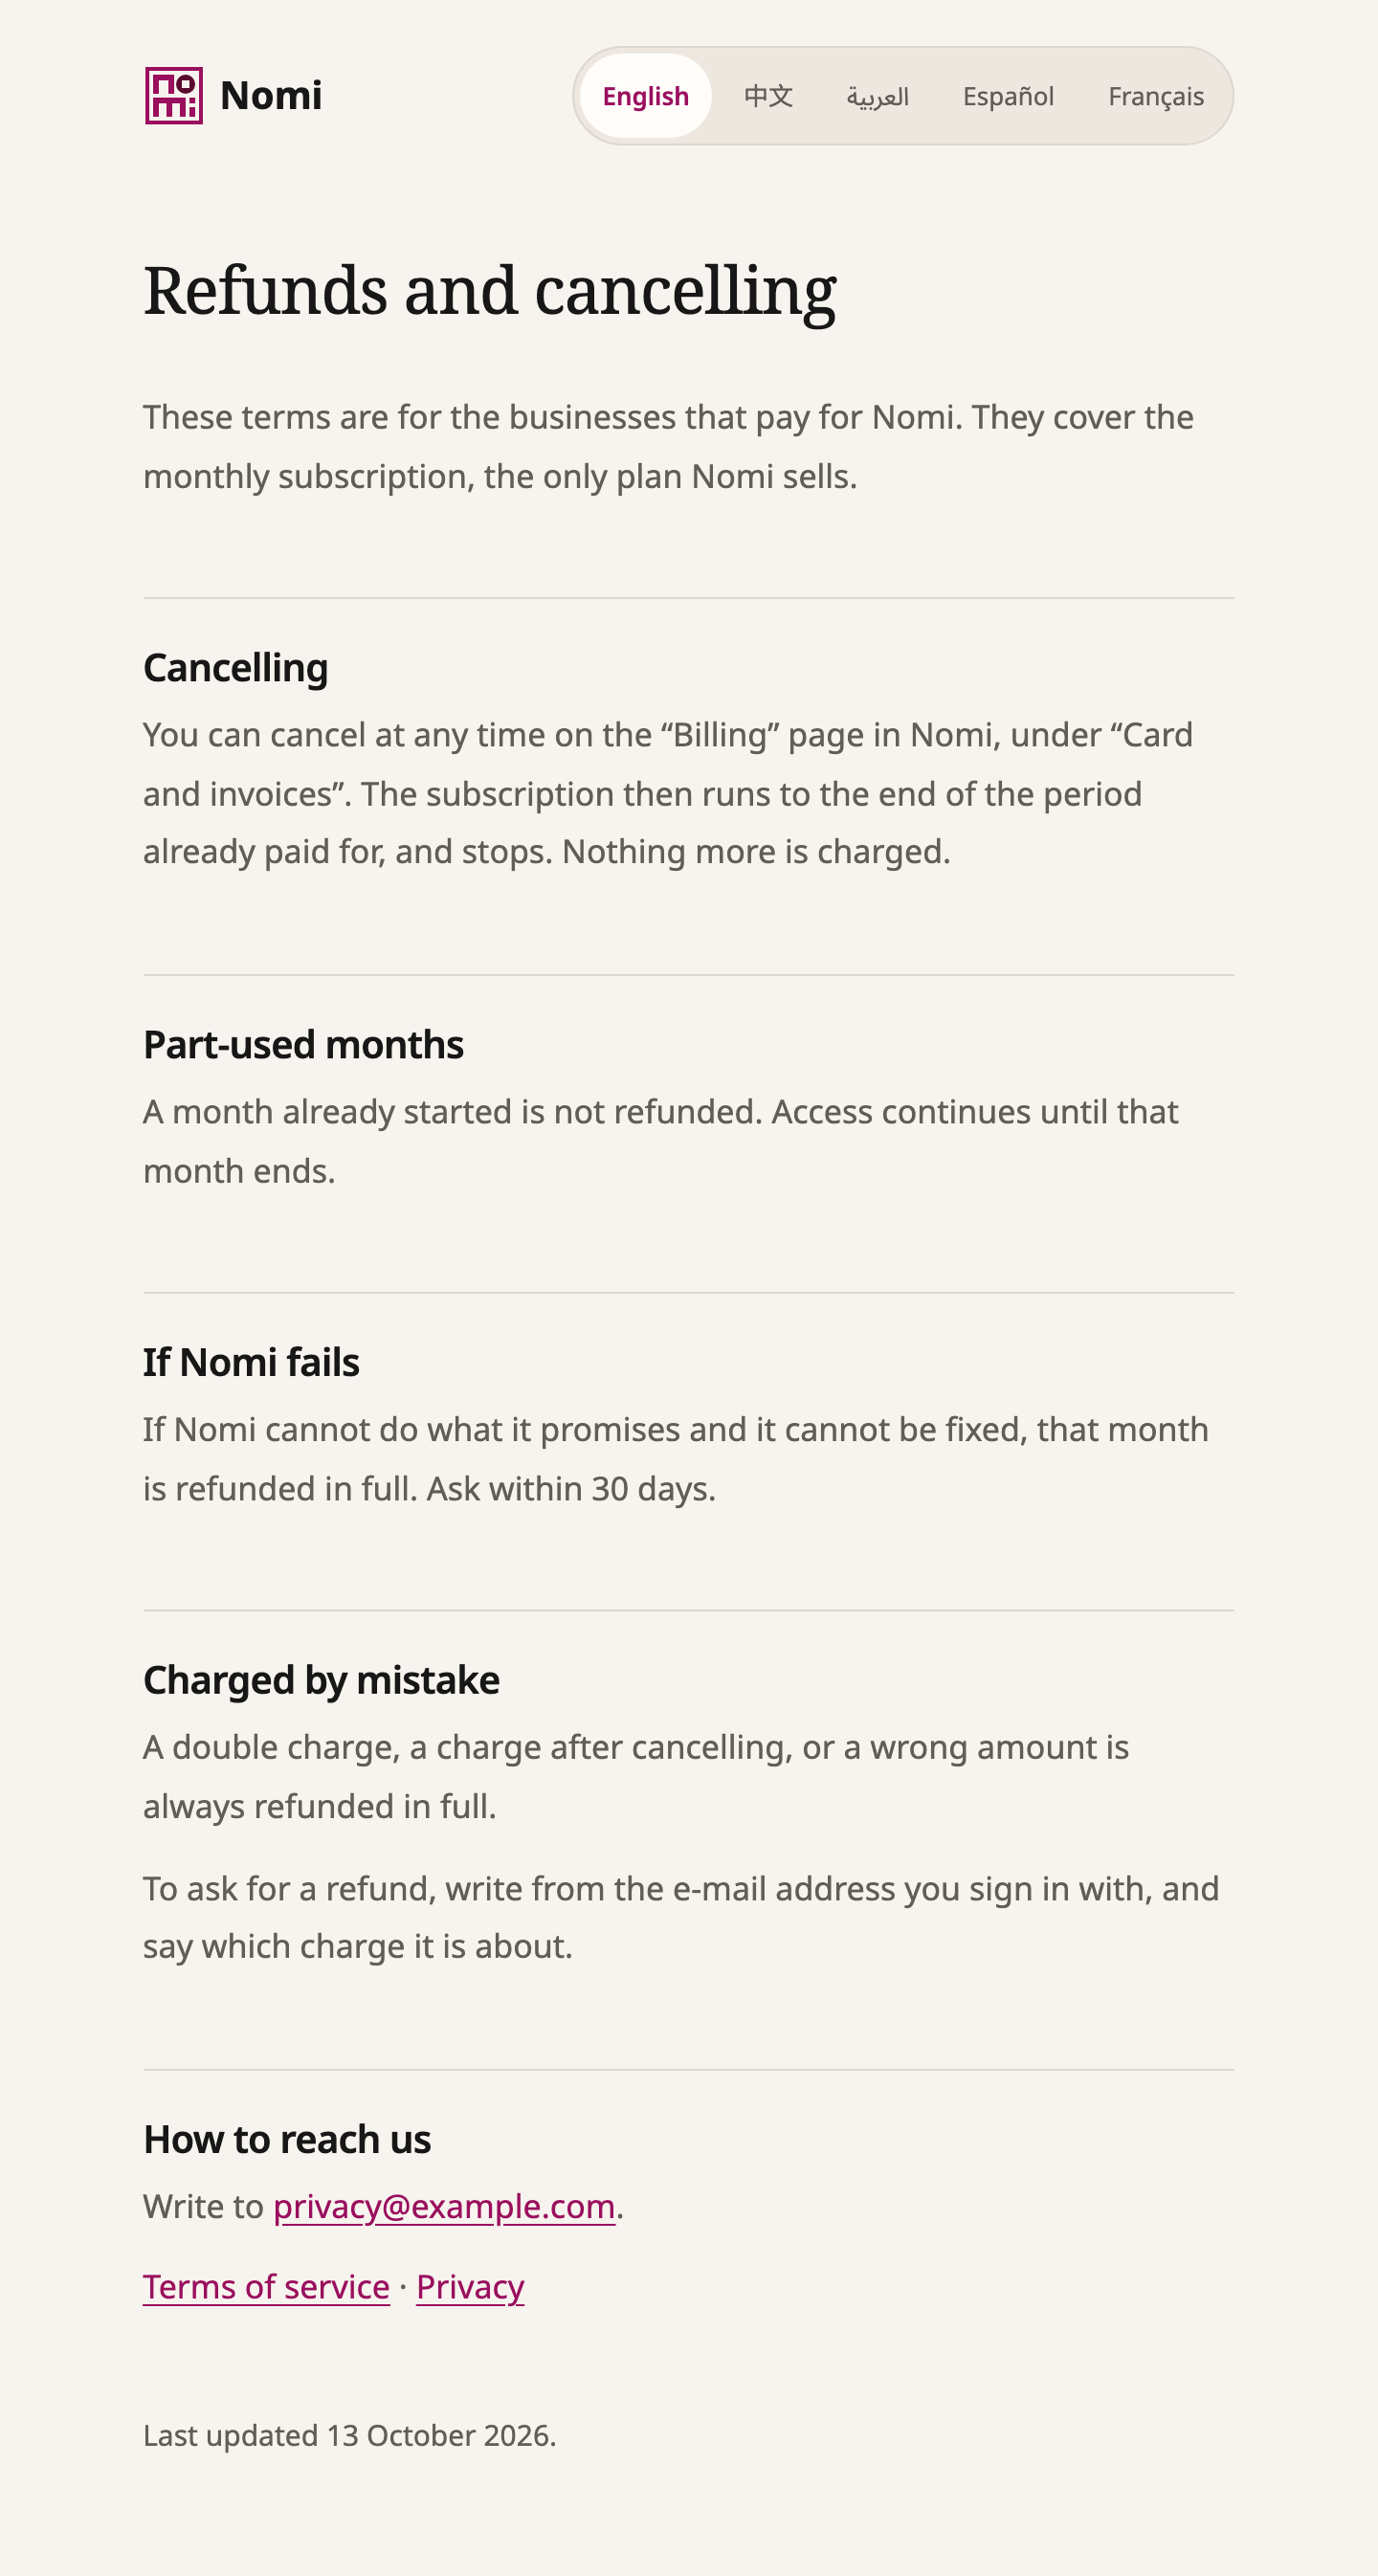 nomi
Nomi
English
中文
العربية
Español
Français
Refunds and cancelling
These terms are for the businesses that pay for Nomi. They cover the
monthly subscription, the only plan Nomi sells.
Cancelling
You can cancel at any time on the “Billing” page in Nomi, under “Card
and invoices”. The subscription then runs to the end of the period
already paid for, and stops. Nothing more is charged.
Part-used months
A month already started is not refunded. Access continues until that
month ends.
If Nomi fails
If Nomi cannot do what it promises and it cannot be fixed, that month
is refunded in full. Ask within 30 days.
Charged by mistake
A double charge, a charge after cancelling, or a wrong amount is
always refunded in full.
To ask for a refund, write from the e-mail address you sign in with, and
say which charge it is about.
How to reach us
Write to privacy@example.com.
Terms of service · Privacy
Last updated 13 October 2026.